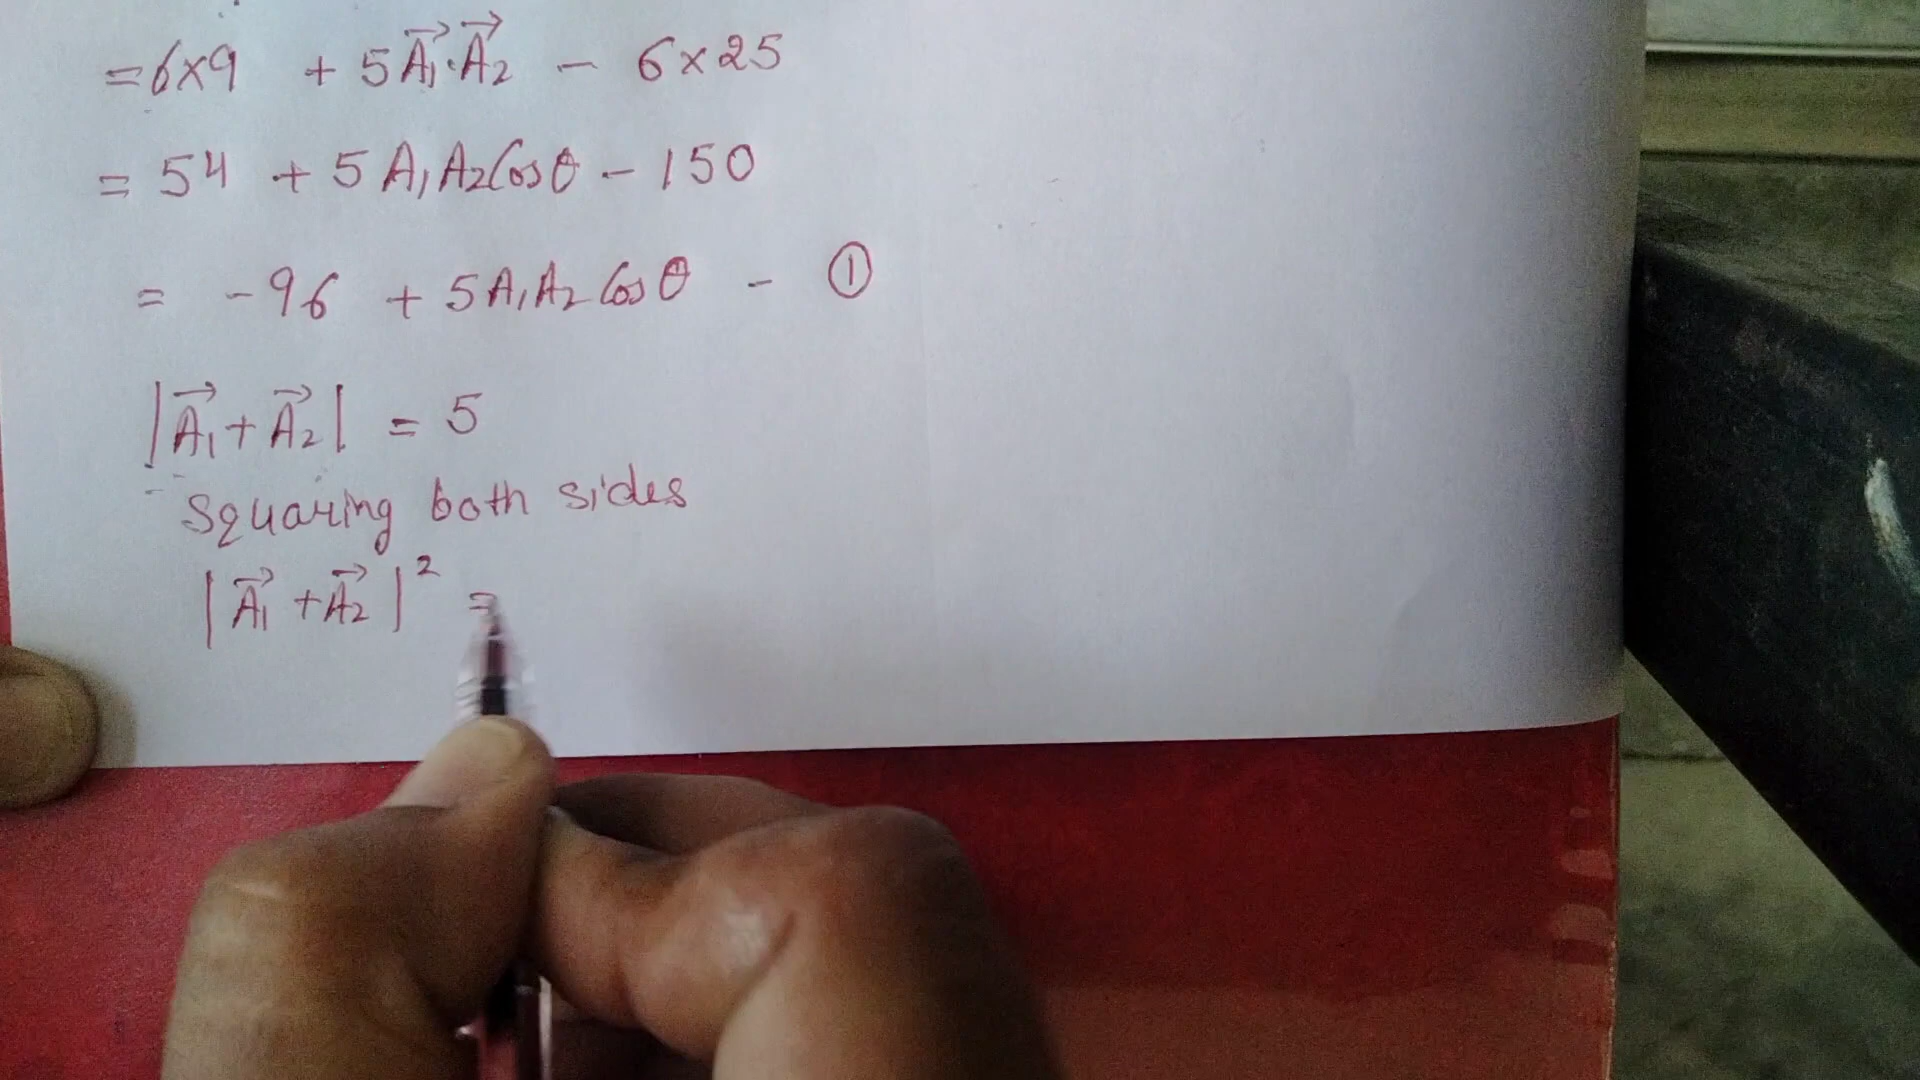 =6×9 + 5A⃗₁·A⃗₂ - 6×25
= 54 + 5A₁A₂Cosθ - 150
= -96 + 5A₁A₂Cosθ - ①
|A⃗₁+A⃗₂| = 5
Squaring both sides
|A⃗₁ +A⃗₂|² =